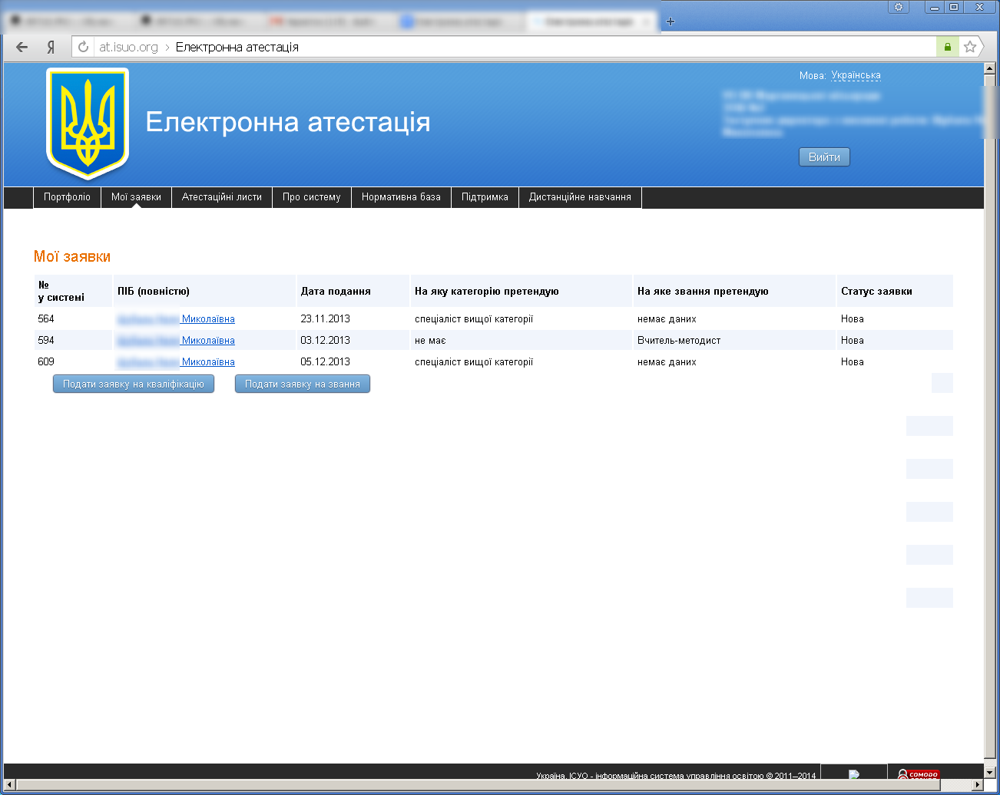 at.isuo.org › Електронна атестація
Мова: Українська
Електронна атестація
Вийти
Портфоліо Мої заявки Атестаційні листи Про систему Нормативна база Підтримка Дистанційне навчання
Мої заявки
№ у системі ПІБ (повністю) Дата подання На яку категорію претендую На яке звання претендую Статус заявки
564 Миколаївна 23.11.2013 спеціаліст вищої категорії немає даних Нова
594 Миколаївна 03.12.2013 не має Вчитель-методист Нова
609 Миколаївна 05.12.2013 спеціаліст вищої категорії немає даних Нова
Подати заявку на кваліфікацію Подати заявку на звання
Україна. ІСУО - інформаційна система управління освітою © 2011–2014
COMODO